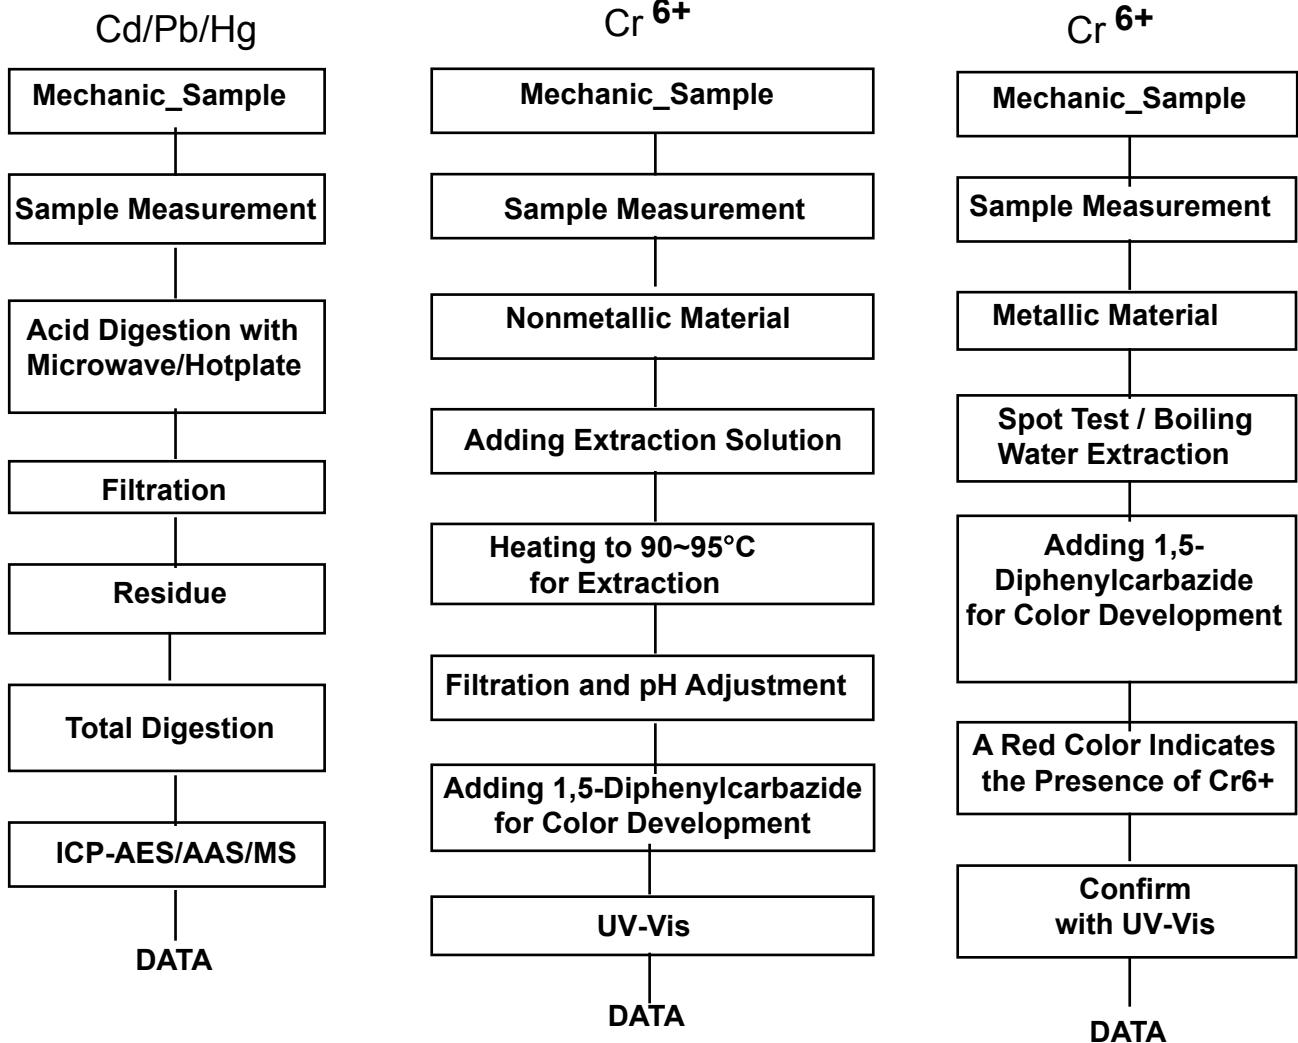 Cd/Pb/Hg
Mechanic_Sample
Sample Measurement
Acid Digestion with
Microwave/Hotplate
Filtration
Residue
Total Digestion
ICP-AES/AAS/MS
DATA
Cr 6+
Mechanic_Sample
Sample Measurement
Nonmetallic Material
Adding Extraction Solution
Heating to 90~95°C
for Extraction
Filtration and pH Adjustment
Adding 1,5-Diphenylcarbazide
for Color Development
UV-Vis
DATA
Cr 6+
Mechanic_Sample
Sample Measurement
Metallic Material
Spot Test / Boiling
Water Extraction
Adding 1,5-
Diphenylcarbazide
for Color Development
A Red Color Indicates
the Presence of Cr6+
Confirm
with UV-Vis
DATA